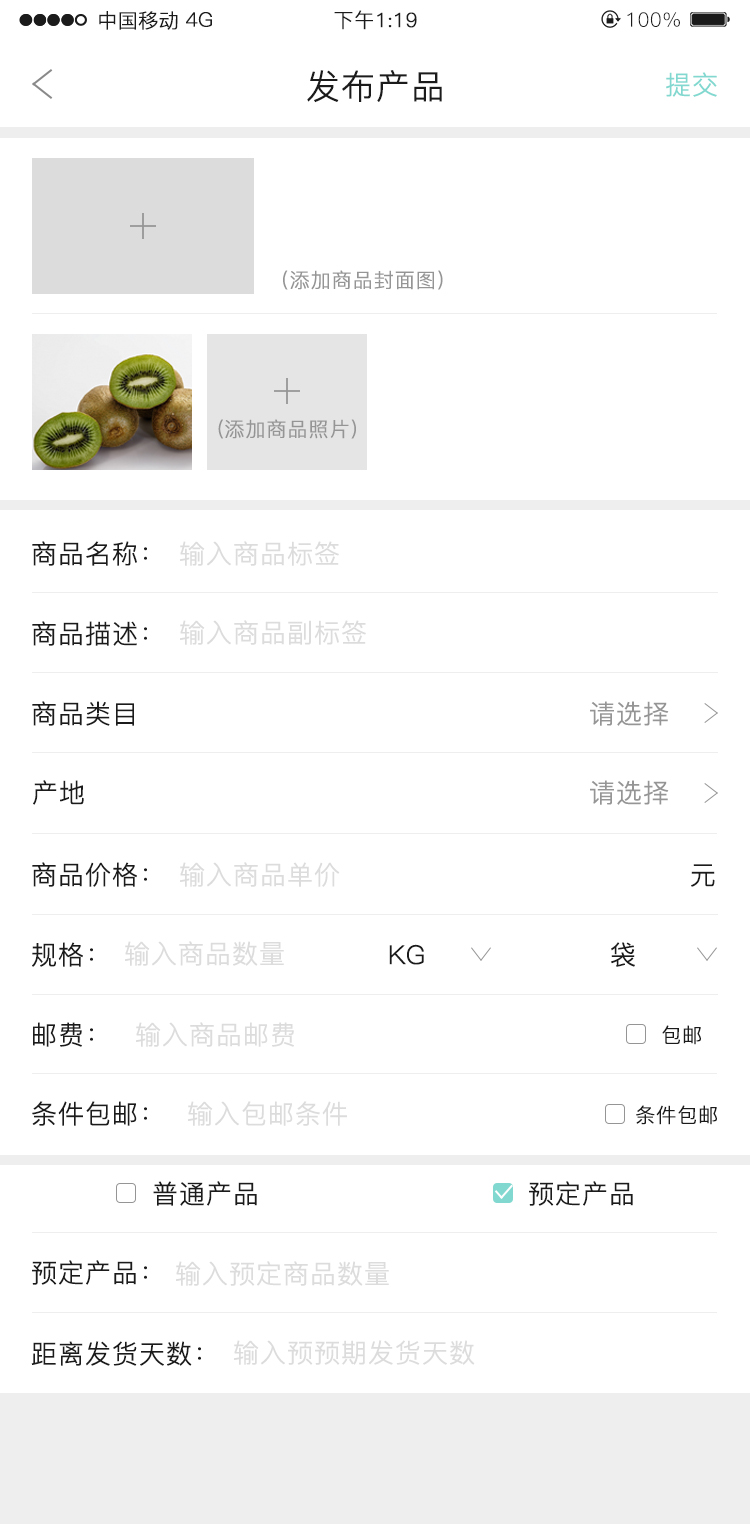 中国移动 4G 下午1:19 100%
发布产品 提交
(添加商品封面图)
(添加商品照片)
商品名称： 输入商品标签
商品描述： 输入商品副标签
商品类目 请选择
产地 请选择
商品价格： 输入商品单价 元
规格： 输入商品数量 KG 袋
邮费： 输入商品邮费 包邮
条件包邮： 输入包邮条件 条件包邮
普通产品 预定产品
预定产品： 输入预定商品数量
距离发货天数： 输入预预期发货天数